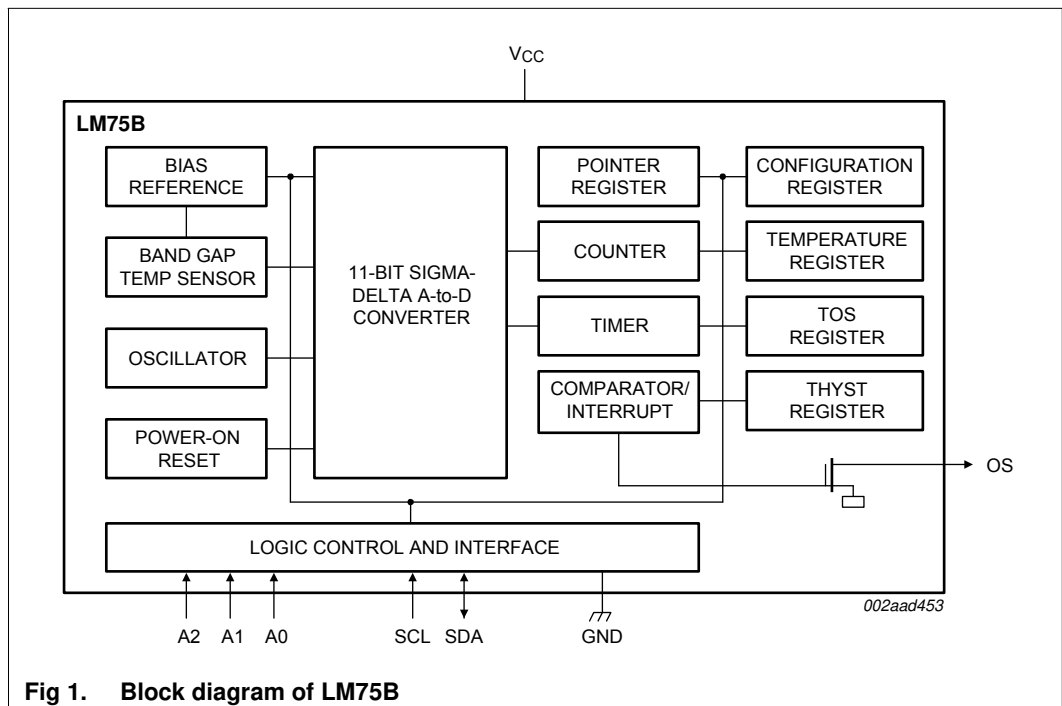 VCC
LM75B
BIAS
REFERENCE
BAND GAP
TEMP SENSOR
OSCILLATOR
POWER-ON
RESET
11-BIT SIGMA-
DELTA A-to-D
CONVERTER
POINTER
REGISTER
COUNTER
TIMER
COMPARATOR/
INTERRUPT
CONFIGURATION
REGISTER
TEMPERATURE
REGISTER
TOS
REGISTER
THYST
REGISTER
OS
LOGIC CONTROL AND INTERFACE
002aad453
A2 A1 A0 SCL SDA GND
Fig 1. Block diagram of LM75B